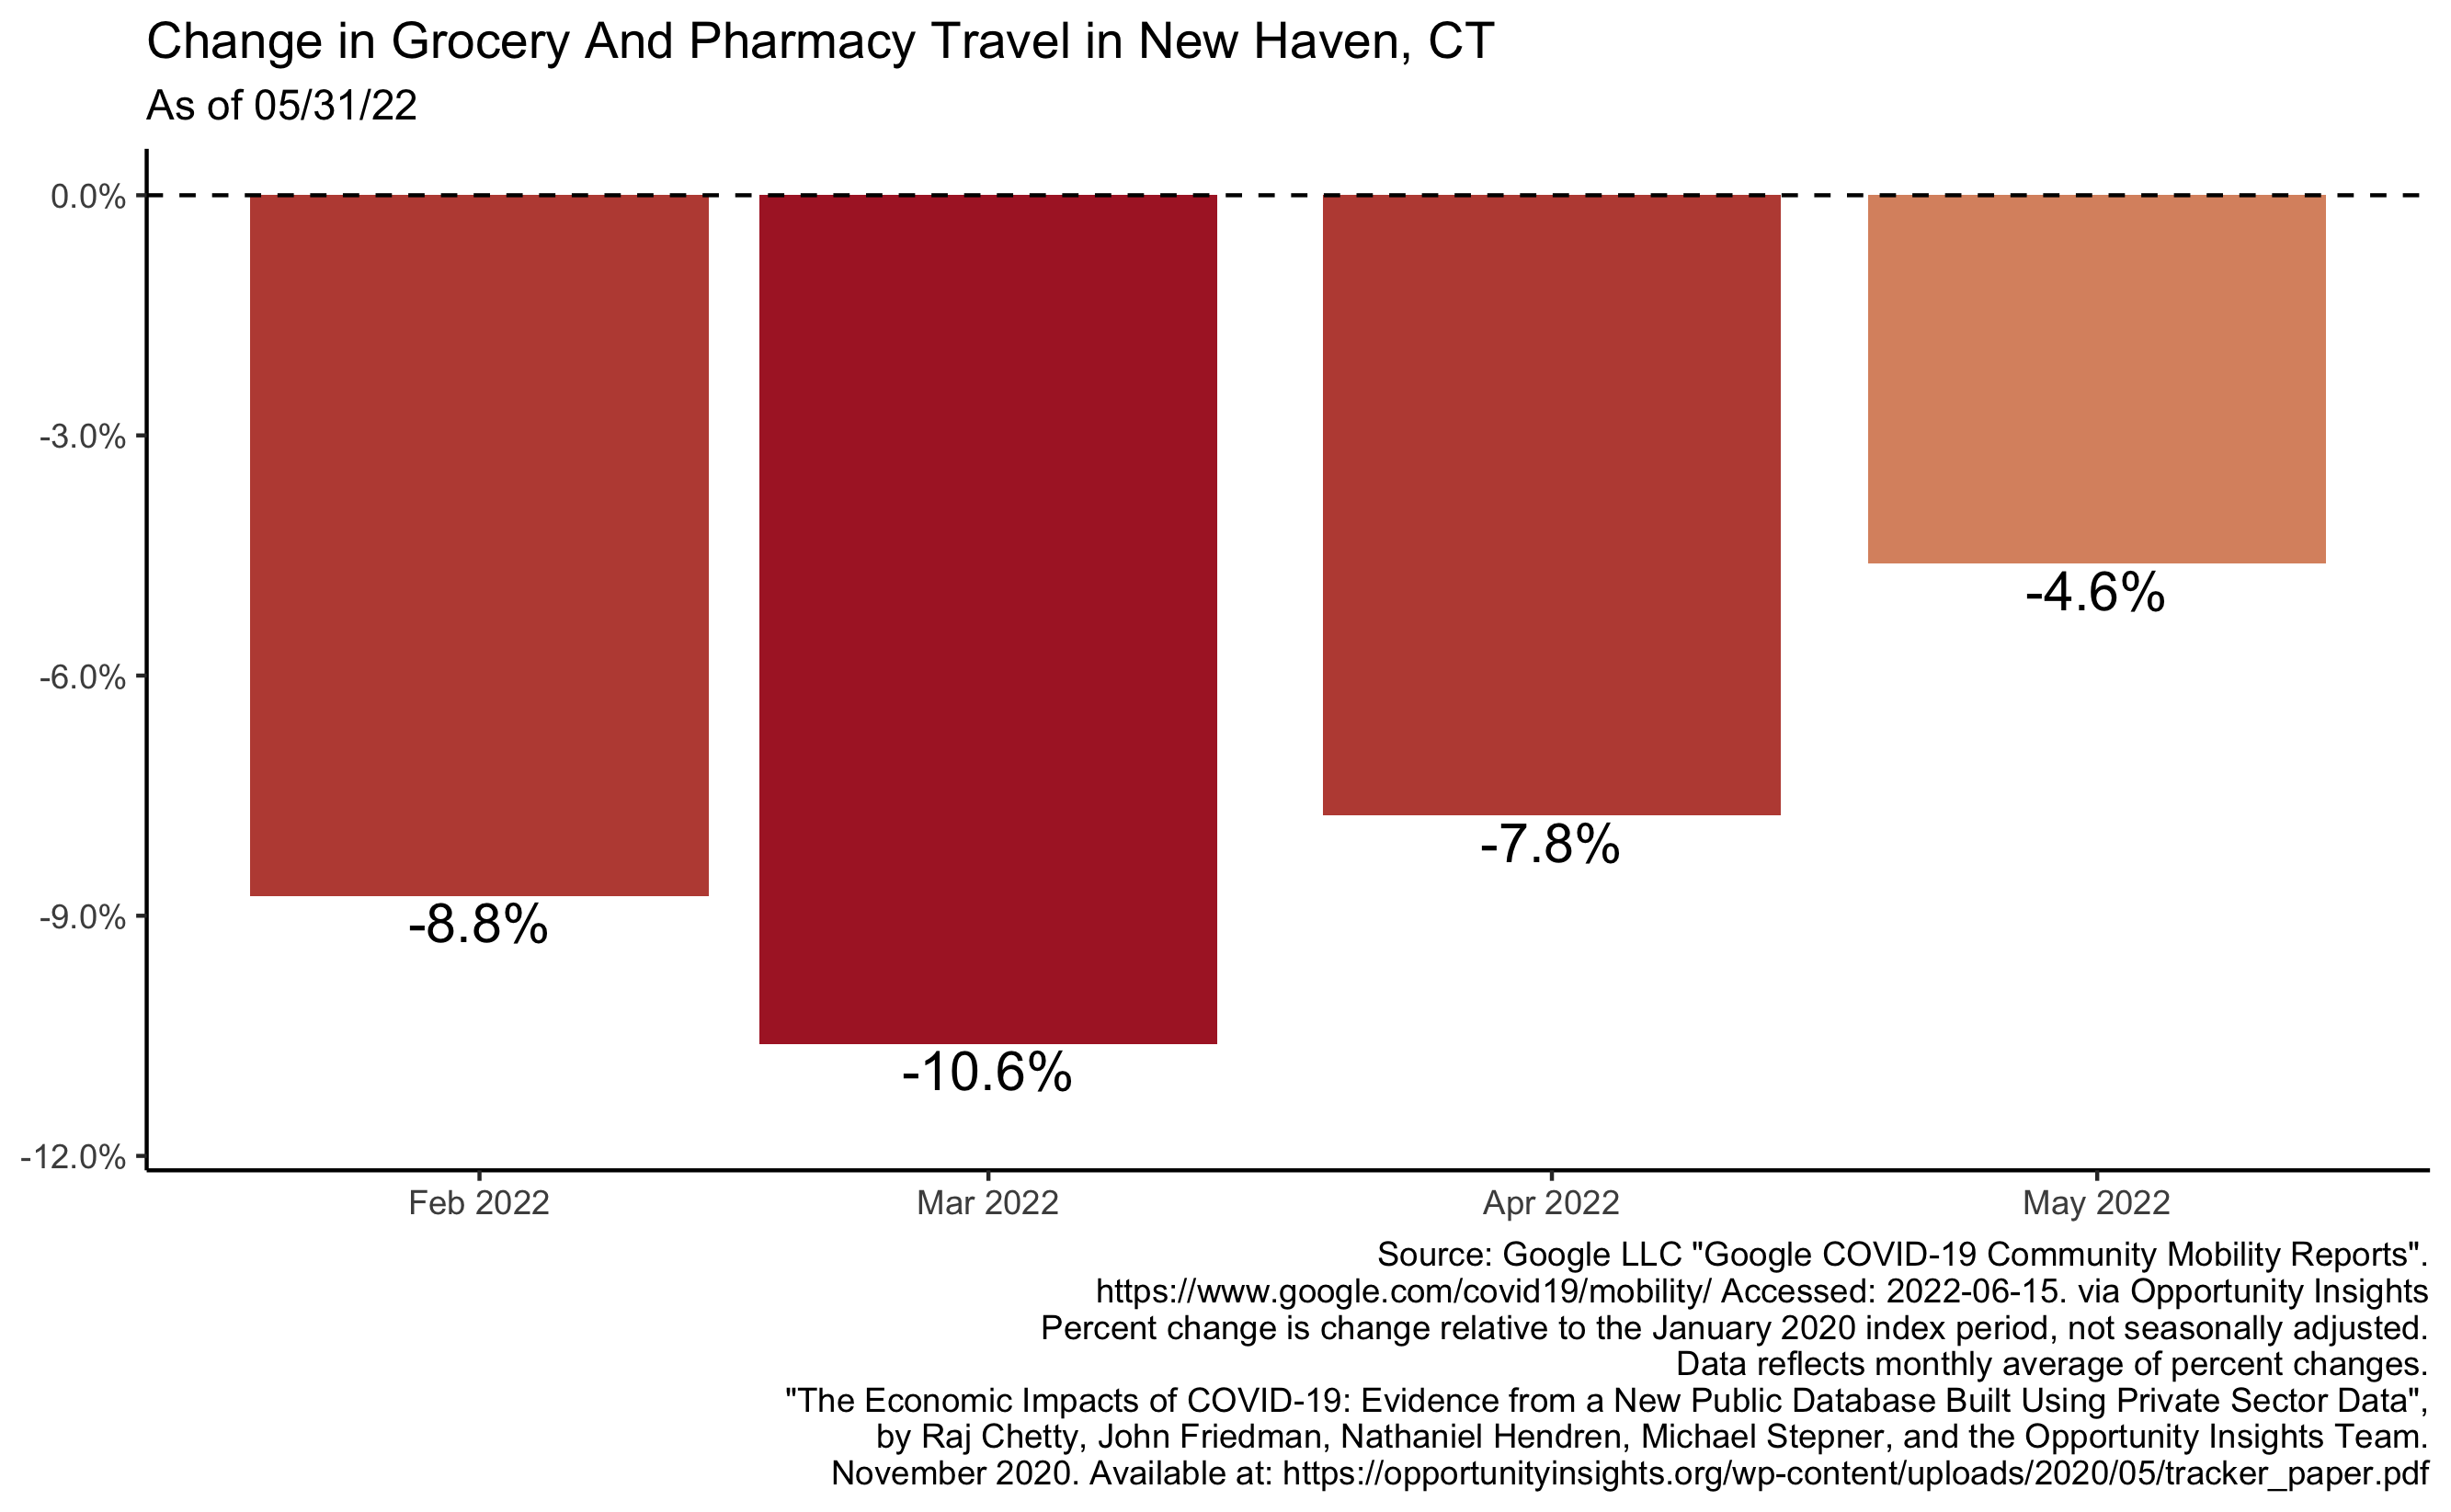 Change in Grocery And Pharmacy Travel in New Haven, CT
As of 05/31/22
0.0%
-3.0%
-6.0%
-9.0%
-12.0%
-8.8%
-10.6%
-7.8%
-4.6%
Feb 2022
Mar 2022
Apr 2022
May 2022
Source: Google LLC "Google COVID-19 Community Mobility Reports".
https://www.google.com/covid19/mobility/ Accessed: 2022-06-15. via Opportunity Insights
Percent change is change relative to the January 2020 index period, not seasonally adjusted.
Data reflects monthly average of percent changes.
"The Economic Impacts of COVID-19: Evidence from a New Public Database Built Using Private Sector Data",
by Raj Chetty, John Friedman, Nathaniel Hendren, Michael Stepner, and the Opportunity Insights Team.
November 2020. Available at: https://opportunityinsights.org/wp-content/uploads/2020/05/tracker_paper.pdf